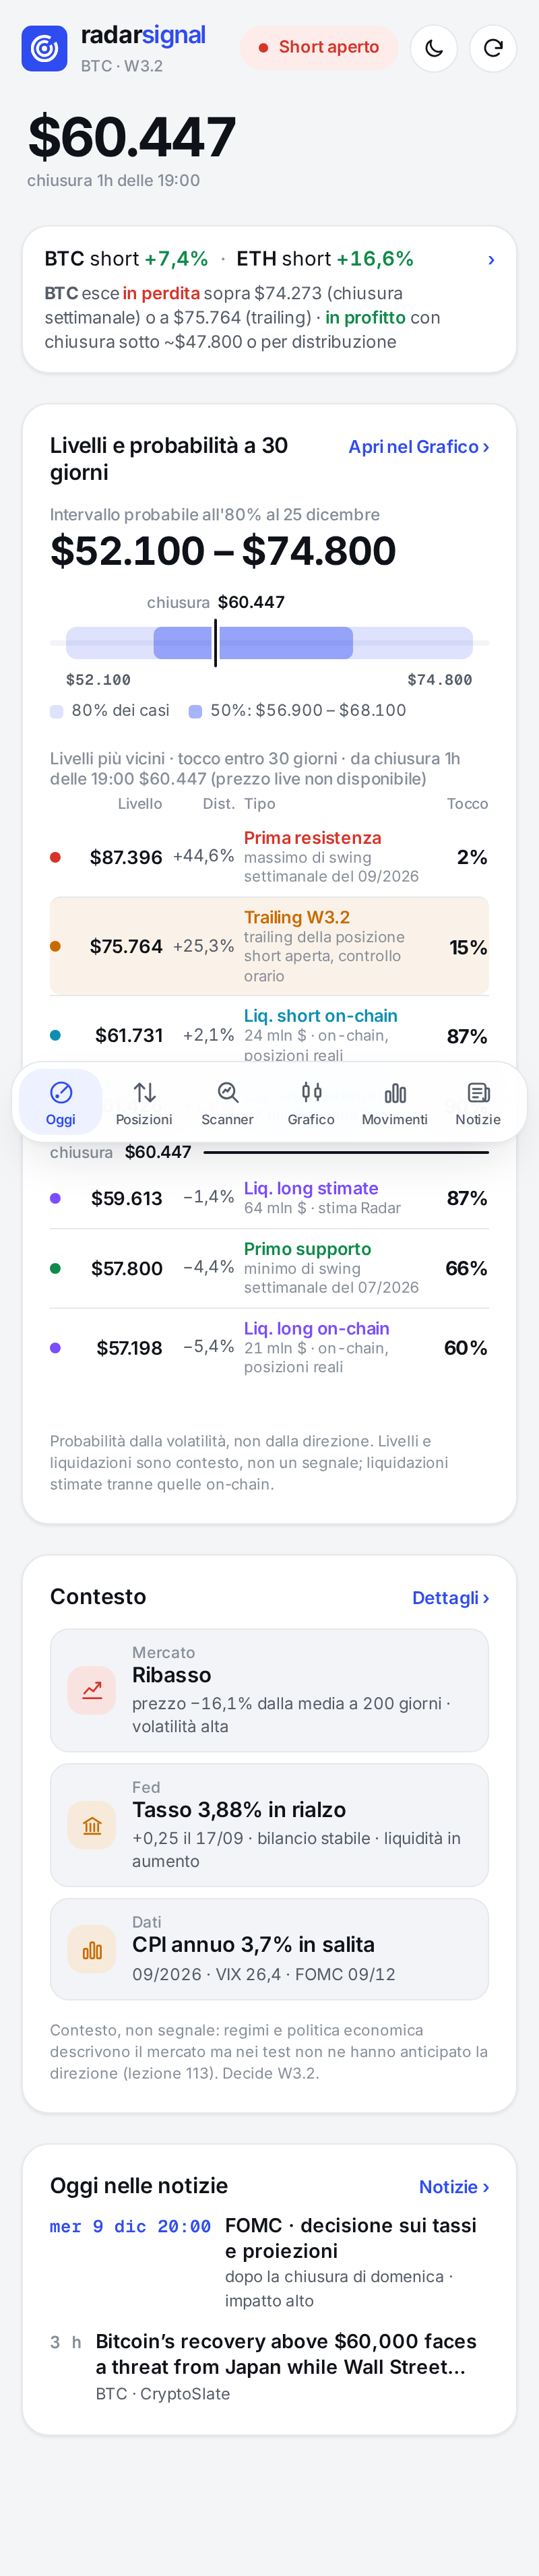 radarsignal
BTC · W3.2
Short aperto
$60.447
chiusura 1h delle 19:00
BTC short +7,4% · ETH short +16,6% ›
BTC esce in perdita sopra $74.273 (chiusura
settimanale) o a $75.764 (trailing) · in profitto con
chiusura sotto ~$47.800 o per distribuzione
Livelli e probabilità a 30
giorni
Apri nel Grafico ›
Intervallo probabile all'80% al 25 dicembre
$52.100 – $74.800
chiusura $60.447
$52.100 $74.800
80% dei casi 50%: $56.900 – $68.100
Livelli più vicini · tocco entro 30 giorni · da chiusura 1h
delle 19:00 $60.447 (prezzo live non disponibile)
Livello Dist. Tipo Tocco
Prima resistenza
$87.396 +44,6% massimo di swing 2%
settimanale del 09/2026
Trailing W3.2
trailing della posizione
$75.764 +25,3% short aperta, controllo 15%
orario
Liq. short on-chain
$61.731 +2,1% 24 mln $ · on-chain, 87%
posizioni reali
Oggi Posizioni Scanner Grafico Movimenti Notizie
chiusura $60.447
Liq. long stimate
$59.613 −1,4% 64 mln $ · stima Radar 87%
Primo supporto
$57.800 −4,4% minimo di swing 66%
settimanale del 07/2026
Liq. long on-chain
$57.198 −5,4% 21 mln $ · on-chain, 60%
posizioni reali
Probabilità dalla volatilità, non dalla direzione. Livelli e
liquidazioni sono contesto, non un segnale; liquidazioni
stimate tranne quelle on-chain.
Contesto Dettagli ›
Mercato
Ribasso
prezzo −16,1% dalla media a 200 giorni ·
volatilità alta
Fed
Tasso 3,88% in rialzo
+0,25 il 17/09 · bilancio stabile · liquidità in
aumento
Dati
CPI annuo 3,7% in salita
09/2026 · VIX 26,4 · FOMC 09/12
Contesto, non segnale: regimi e politica economica
descrivono il mercato ma nei test non ne hanno anticipato la
direzione (lezione 113). Decide W3.2.
Oggi nelle notizie Notizie ›
mer 9 dic 20:00 FOMC · decisione sui tassi
e proiezioni
dopo la chiusura di domenica ·
impatto alto
3 h Bitcoin’s recovery above $60,000 faces
a threat from Japan while Wall Street…
BTC · CryptoSlate